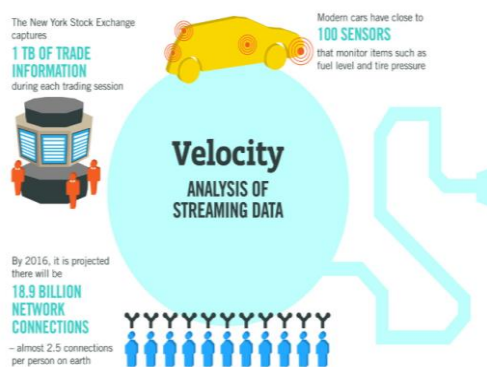 The New York Stock Exchange
captures
1 TB OF TRADE
INFORMATION
during each trading session
Modern cars have close to
100 SENSORS
that monitor items such as
fuel level and tire pressure
Velocity
ANALYSIS OF
STREAMING DATA
By 2016, it is projected
there will be
18.9 BILLION
NETWORK
CONNECTIONS
– almost 2.5 connections
per person on earth